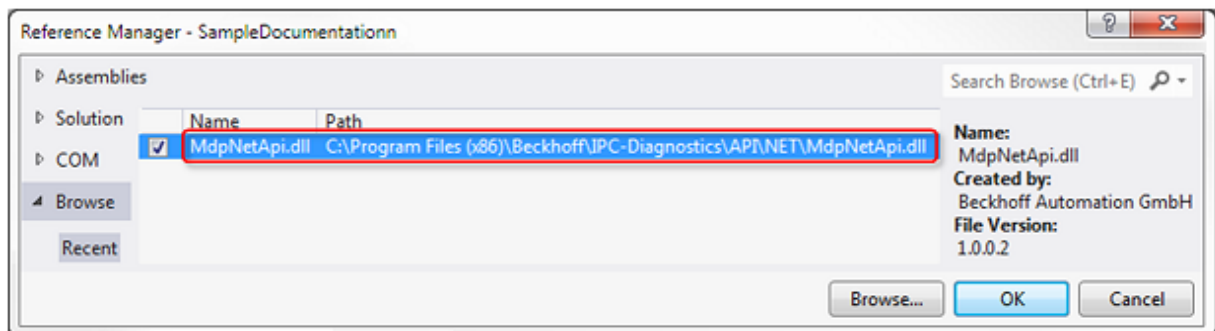 Reference Manager - SampleDocumentationn
Assemblies
Solution
COM
Browse
Recent
Name Path
MdpNetApi.dll C:\Program Files (x86)\Beckhoff\IPC-Diagnostics\API\NET\MdpNetApi.dll
Search Browse (Ctrl+E)
Name:
MdpNetApi.dll
Created by:
Beckhoff Automation GmbH
File Version:
1.0.0.2
Browse... OK Cancel